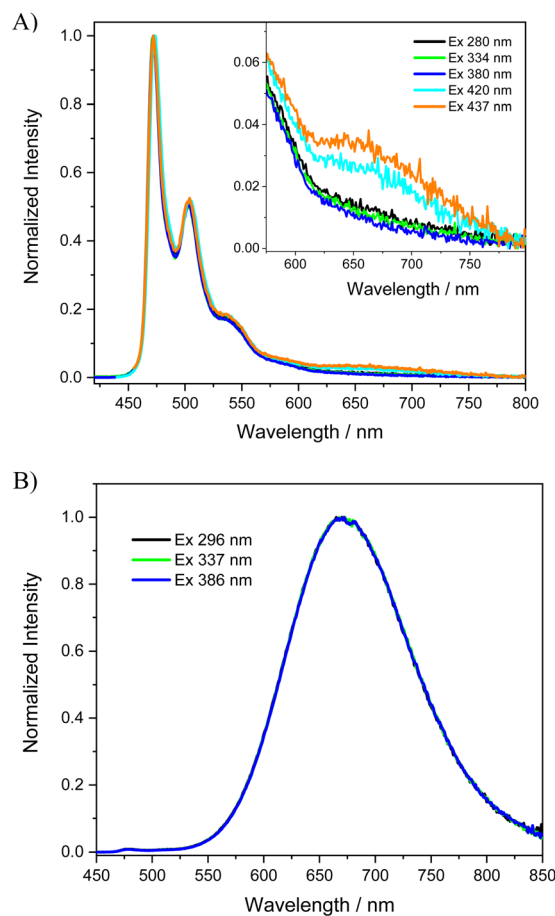 A)
Normalized Intensity
1.0
0.8
0.6
0.4
0.2
0.0
450 500 550 600 650 700 750 800
Wavelength / nm
0.06
0.04
0.02
0.00
600 650 700 750
Wavelength / nm
Ex 280 nm
Ex 334 nm
Ex 380 nm
Ex 420 nm
Ex 437 nm
B)
Normalized Intensity
1.0
0.8
0.6
0.4
0.2
0.0
450 500 550 600 650 700 750 800 850
Wavelength / nm
Ex 296 nm
Ex 337 nm
Ex 386 nm